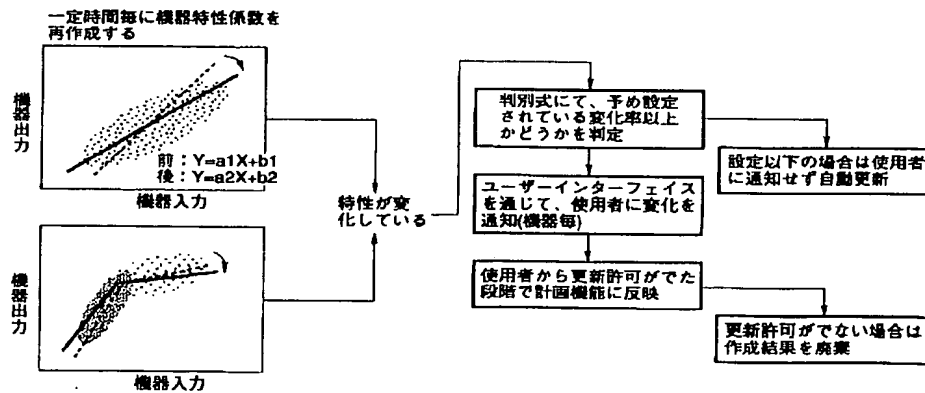 一定時間毎に機器特性係数を
再作成する
機器出力
前：Y=a1X+b1
後：Y=a2X+b2
機器入力
機器出力
機器入力
特性が変
化している
判別式にて、予め設定
されている変化率以上
かどうかを判定
設定以下の場合は使用者
に通知せず自動更新
ユーザーインターフェイス
を通じて、使用者に変化を
通知(機器毎)
使用者から更新許可がでた
段階で計画機能に反映
更新許可がでない場合は
作成結果を廃棄